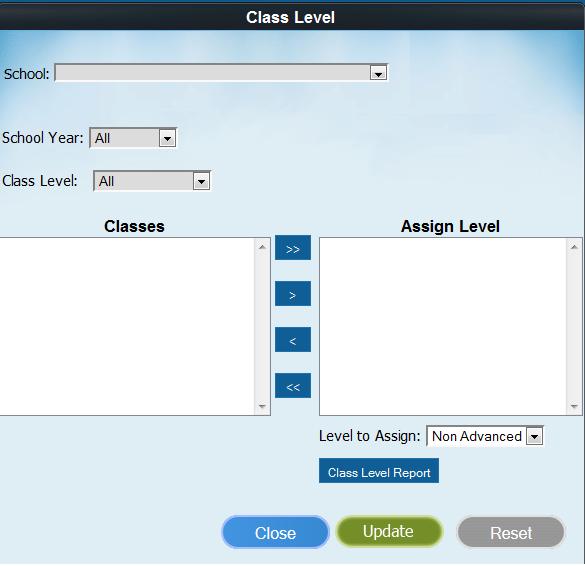 Class Level
School:
School Year: All
Class Level: All
Classes
Assign Level
>>
>
<
<<
Level to Assign: Non Advanced
Class Level Report
Close Update Reset